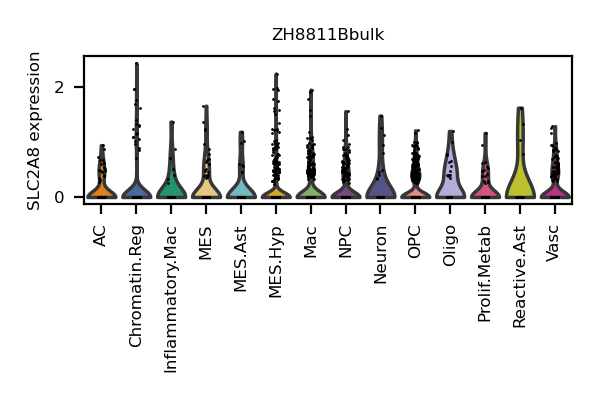 ZH8811Bbulk
SLC2A8 expression
2
0
AC
Chromatin.Reg
Inflammatory.Mac
MES
MES.Ast
MES.Hyp
Mac
NPC
Neuron
OPC
Oligo
Prolif.Metab
Reactive.Ast
Vasc